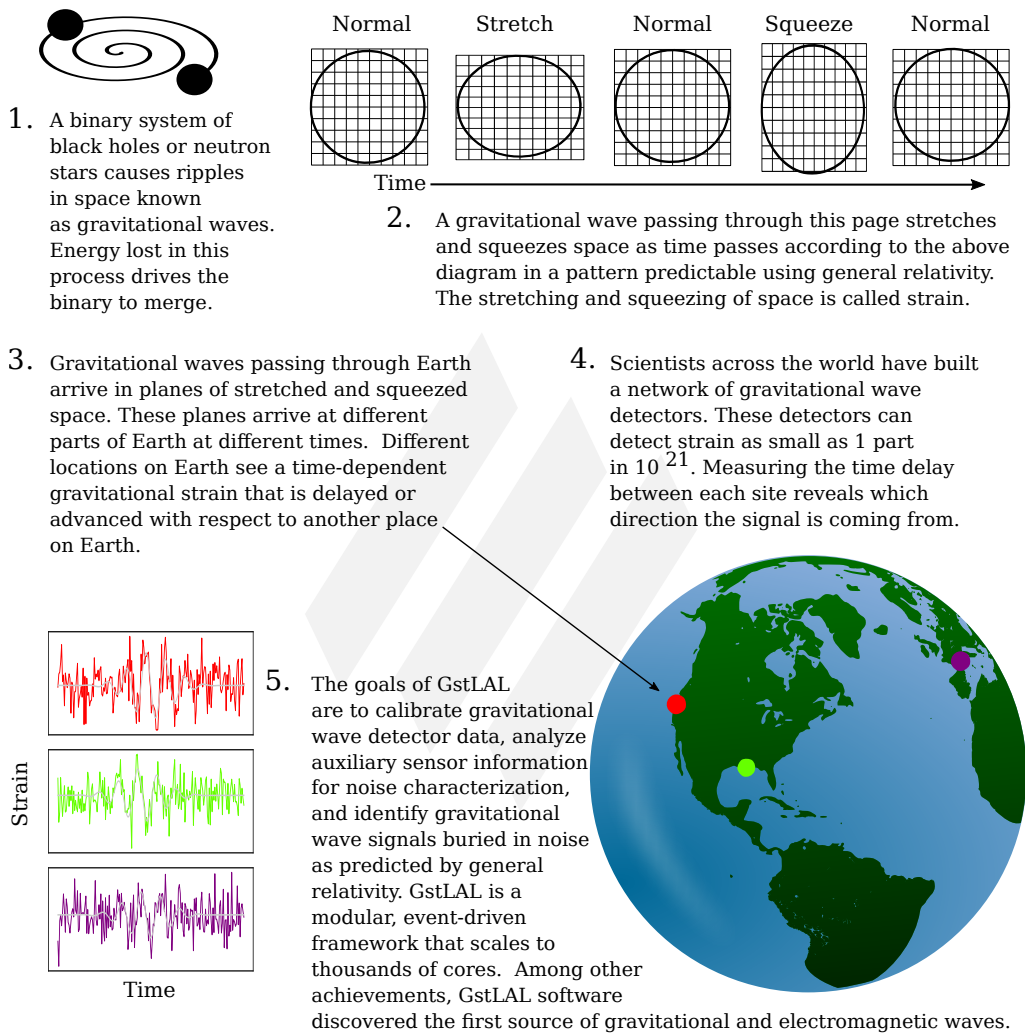 Normal Stretch Normal Squeeze Normal
Time
1. A binary system of
black holes or neutron
stars causes ripples
in space known
as gravitational waves.
Energy lost in this
process drives the
binary to merge.
2. A gravitational wave passing through this page stretches
and squeezes space as time passes according to the above
diagram in a pattern predictable using general relativity.
The stretching and squeezing of space is called strain.
3. Gravitational waves passing through Earth
arrive in planes of stretched and squeezed
space. These planes arrive at different
parts of Earth at different times. Different
locations on Earth see a time-dependent
gravitational strain that is delayed or
advanced with respect to another place
on Earth.
4. Scientists across the world have built
a network of gravitational wave
detectors. These detectors can
detect strain as small as 1 part
in 10 21. Measuring the time delay
between each site reveals which
direction the signal is coming from.
Strain
Time
5. The goals of GstLAL
are to calibrate gravitational
wave detector data, analyze
auxiliary sensor information
for noise characterization,
and identify gravitational
wave signals buried in noise
as predicted by general
relativity. GstLAL is a
modular, event-driven
framework that scales to
thousands of cores. Among other
achievements, GstLAL software
discovered the first source of gravitational and electromagnetic waves.